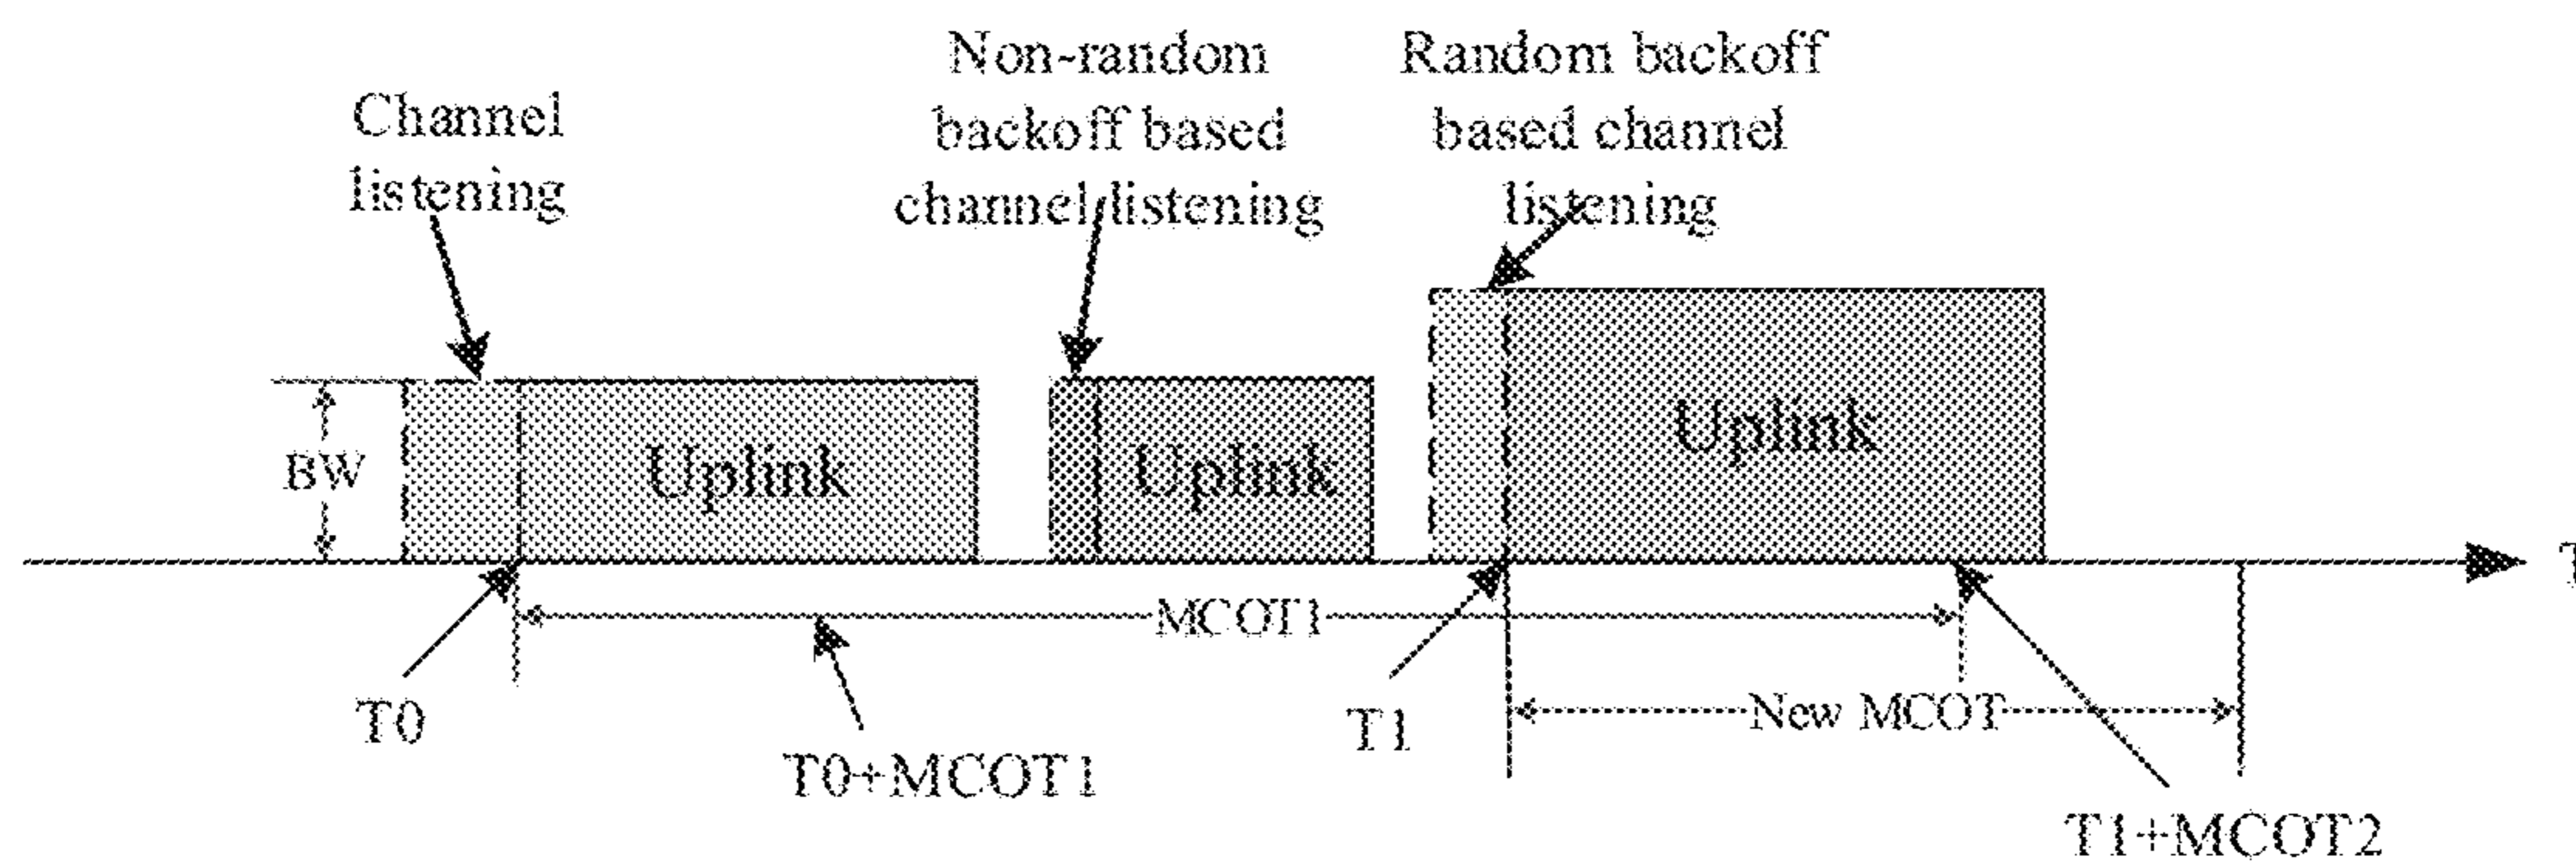 Channel
listening
Non-random
backoff based
channel listening
Random backoff
based channel
listening
BW
Uplink
Uplink
Uplink
T
MCOT1
T0
T1
New MCOT
T0+MCOT1
T1+MCOT2